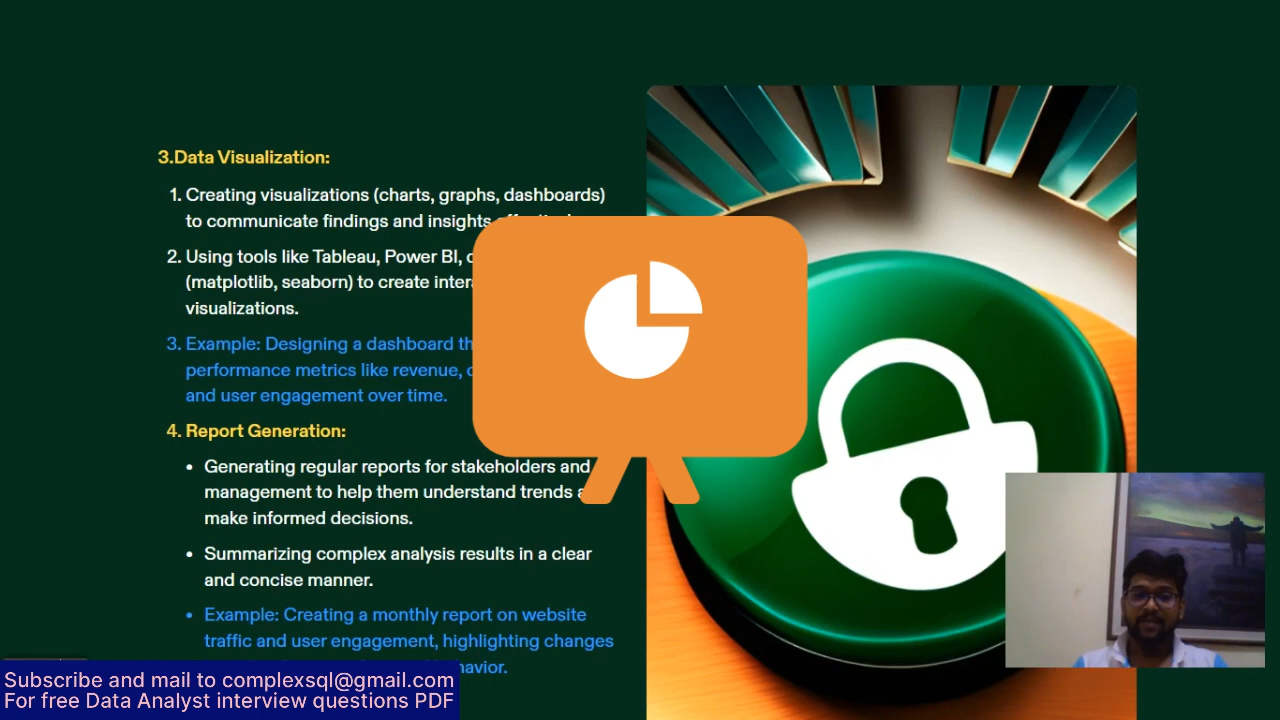 3.Data Visualization:
1. Creating visualizations (charts, graphs, dashboards)
to communicate findings and insights
2. Using tools like Tableau, Power BI,
(matplotlib, seaborn) to create
visualizations.
3. Example: Designing a dashboard
performance metrics like revenue,
and user engagement over time.
4. Report Generation:
• Generating regular reports for stakeholders and
management to help them understand trends
make informed decisions.
• Summarizing complex analysis results in a clear
and concise manner.
• Example: Creating a monthly report on website
traffic and user engagement, highlighting changes
Subscribe and mail to complexsql@gmail.com
For free Data Analyst interview questions PDF